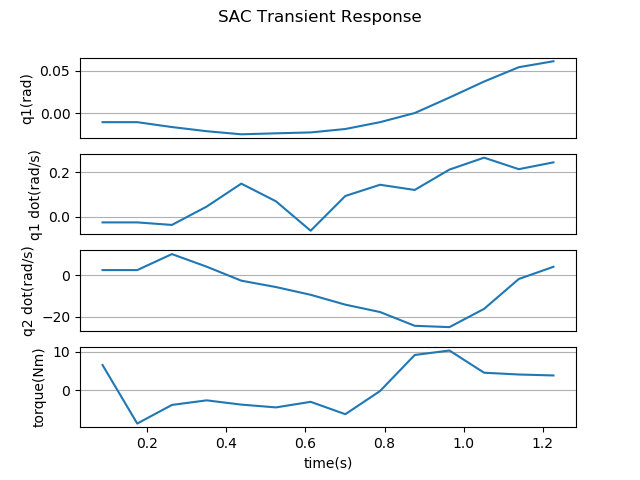 SAC Transient Response
q1(rad)
0.05
0.00
q1 dot(rad/s)
0.2
0.0
q2 dot(rad/s)
0
−20
torque(Nm)
10
0
0.2 0.4 0.6 0.8 1.0 1.2
time(s)